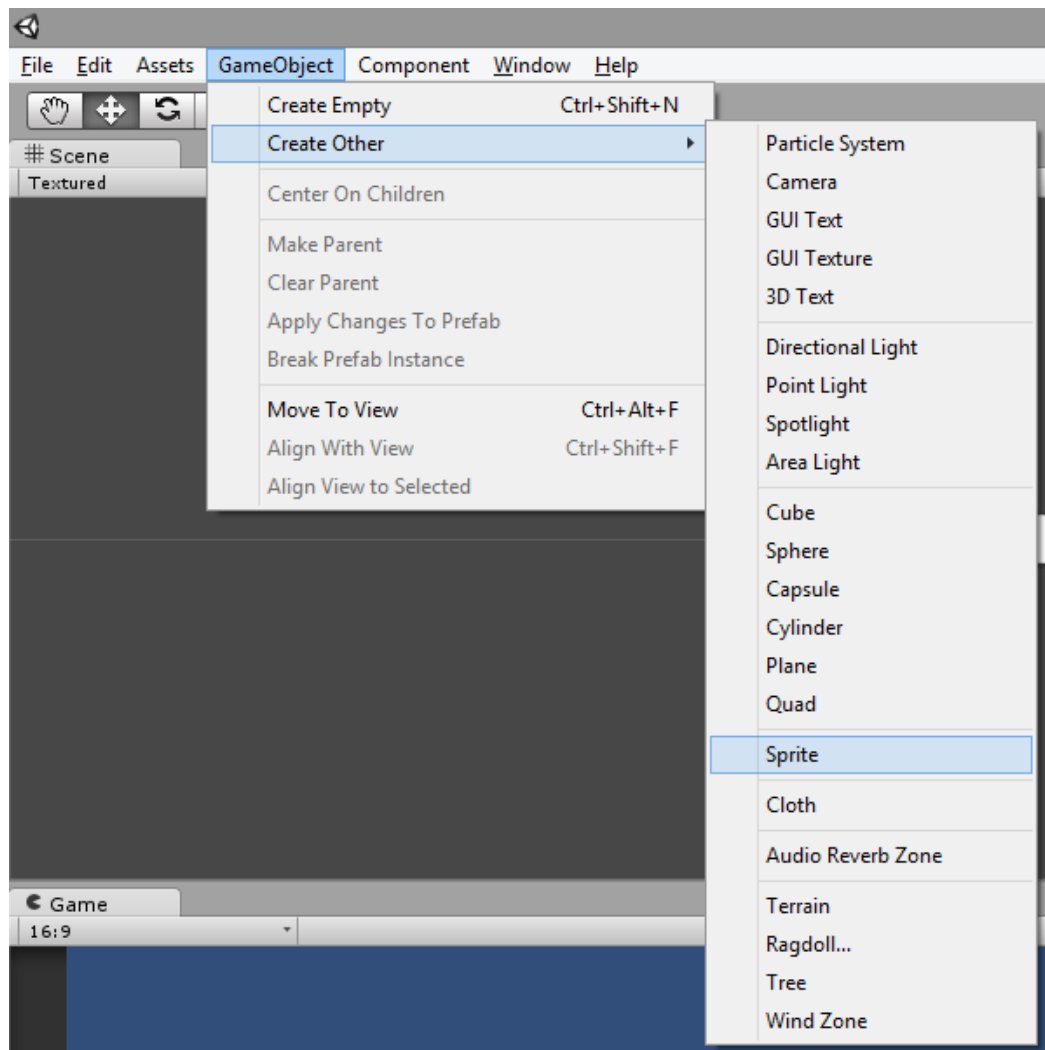 File Edit Assets GameObject Component Window Help
Create Empty Ctrl+Shift+N
Create Other
Center On Children
Make Parent
Clear Parent
Apply Changes To Prefab
Break Prefab Instance
Move To View Ctrl+Alt+F
Align With View Ctrl+Shift+F
Align View to Selected
Particle System
Camera
GUI Text
GUI Texture
3D Text
Directional Light
Point Light
Spotlight
Area Light
Cube
Sphere
Capsule
Cylinder
Plane
Quad
Sprite
Cloth
Audio Reverb Zone
Terrain
Ragdoll...
Tree
Wind Zone
Scene
Textured
Game
16:9